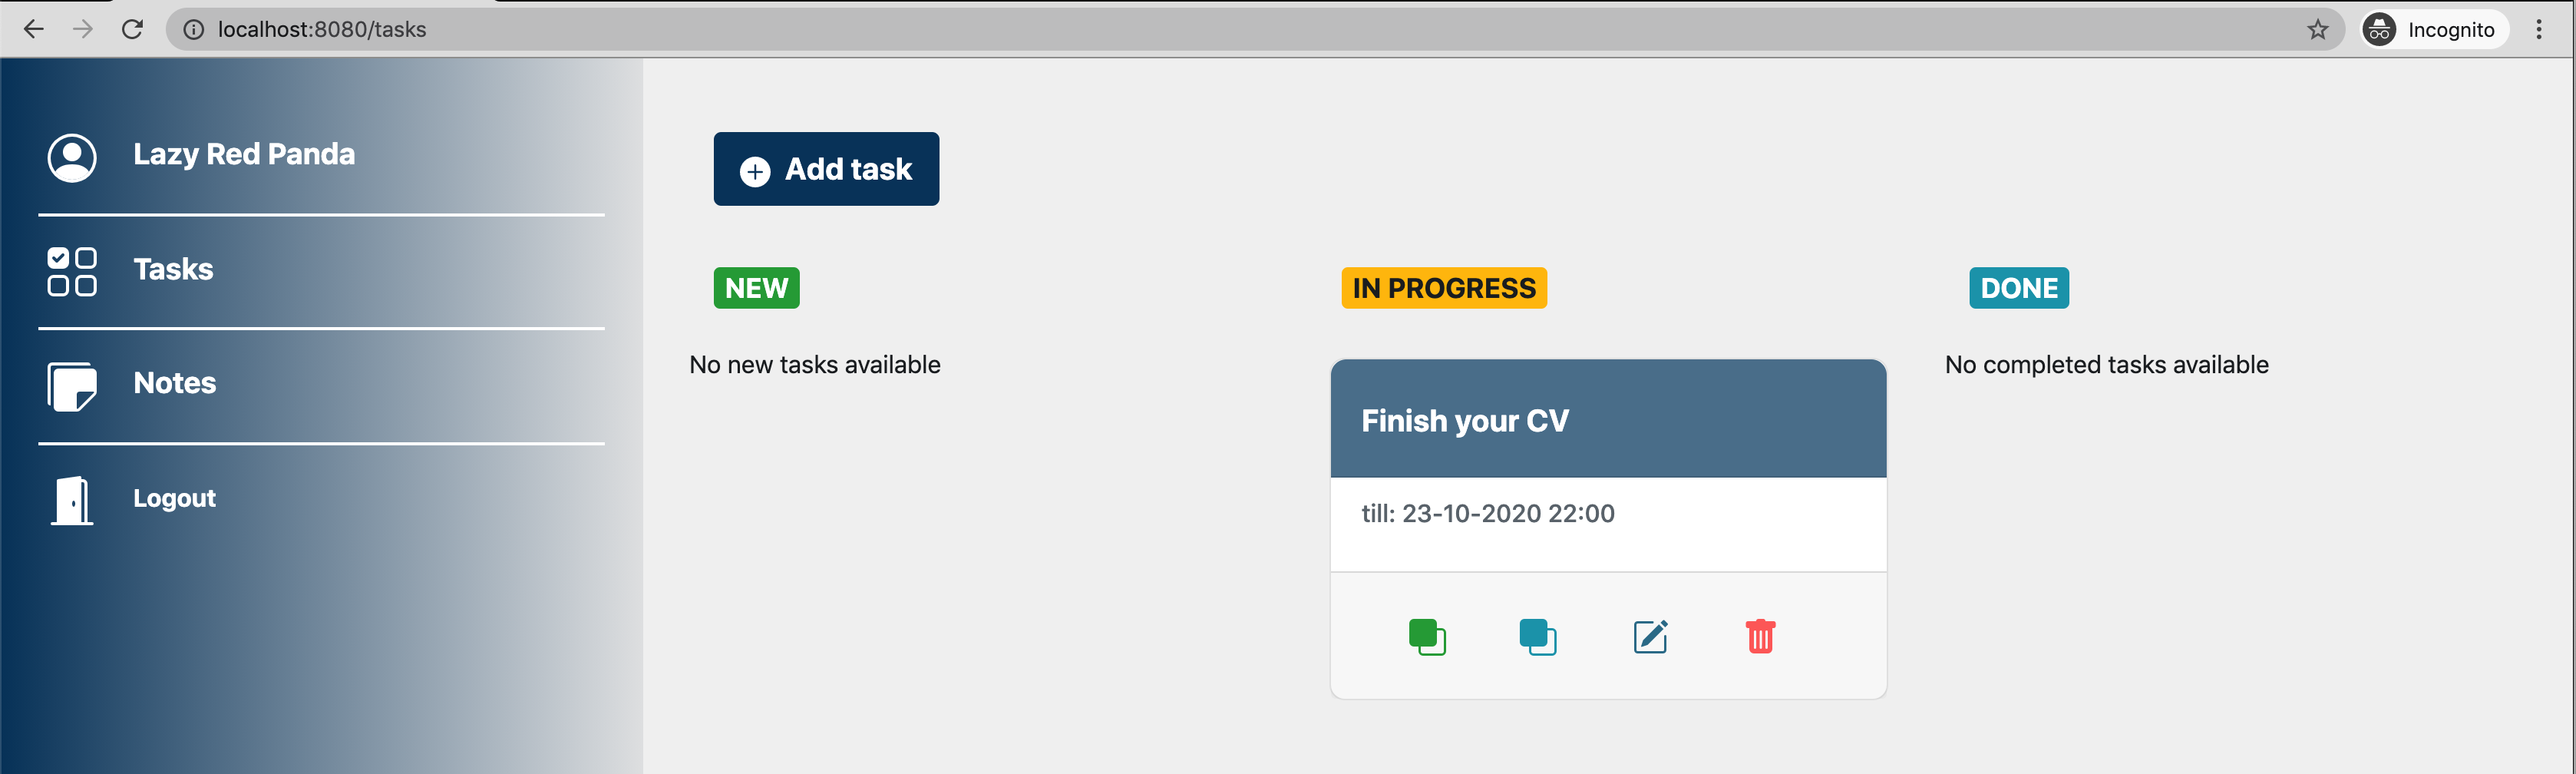 localhost:8080/tasks
Incognito
Lazy Red Panda
Tasks
Notes
Logout
Add task
NEW
No new tasks available
IN PROGRESS
Finish your CV
till: 23-10-2020 22:00
DONE
No completed tasks available